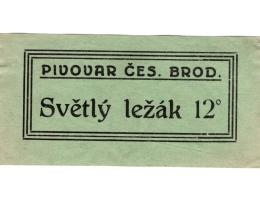 PIVOVAR ČES. BROD.
Světlý ležák 12°